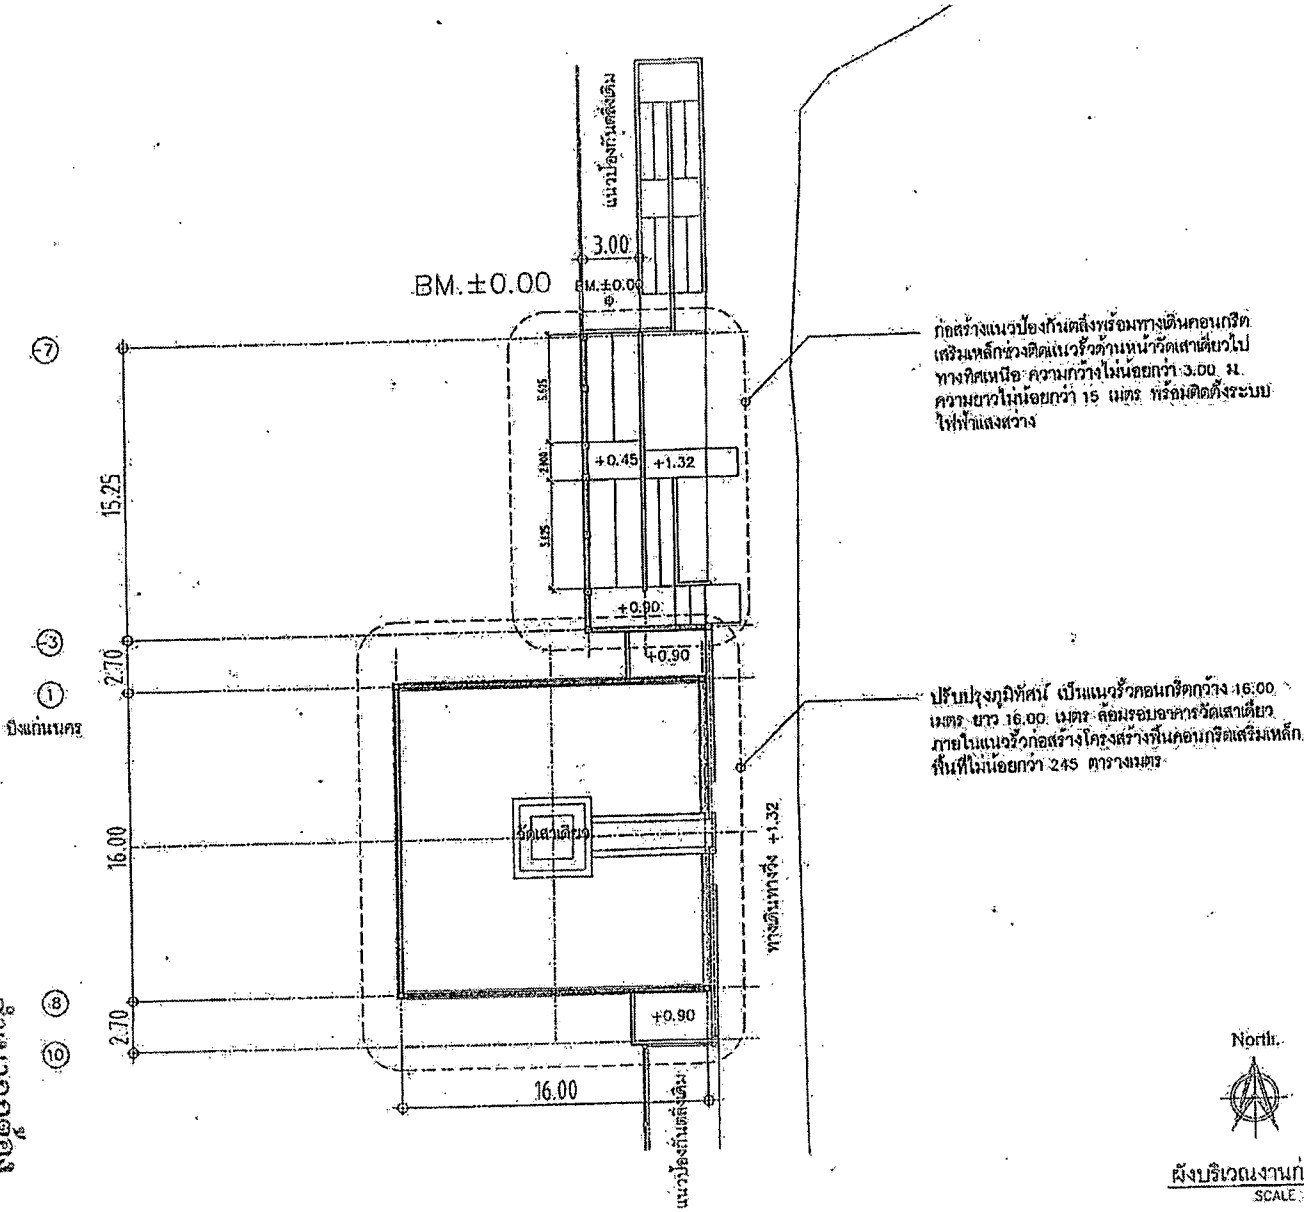 แนวป้องกันตลิ่งเดิม
3.00
BM.±0.00
BM.±0.00
-7
5.625
2.900
5.625
15.25
+0.45
+1.32
+0.90
ก่อสร้างแนวป้องกันตลิ่งพร้อมทางเดินคอนกรีต
เสริมเหล็กช่วงติดแนวรั้วด้านหน้าวัดเสาเดี่ยวไป
ทางทิศเหนือ ความกว้างไม่น้อยกว่า 3.00 ม.
ความยาวไม่น้อยกว่า 15 เมตร พร้อมติดตั้งระบบ
ไฟฟ้าแสงสว่าง
-3
2.70
+0.90
1
บึงแก่นนคร
ปรับปรุงภูมิทัศน์ เป็นแนวรั้วคอนกรีตกว้าง 16.00
เมตร ยาว 16.00 เมตร ล้อมรอบอาคารวัดเสาเดี่ยว
ภายในแนวรั้วก่อสร้างโครงสร้างพื้นคอนกรีตเสริมเหล็ก
พื้นที่ไม่น้อยกว่า 245 ตารางเมตร
16.00
วัดเสาเดี่ยว
ทางเดินทางวิ่ง +1.32
8
2.70
+0.90
10
16.00
แนวป้องกันตลิ่งเดิม
North.
ผังบริเวณงานก่
SCALE :